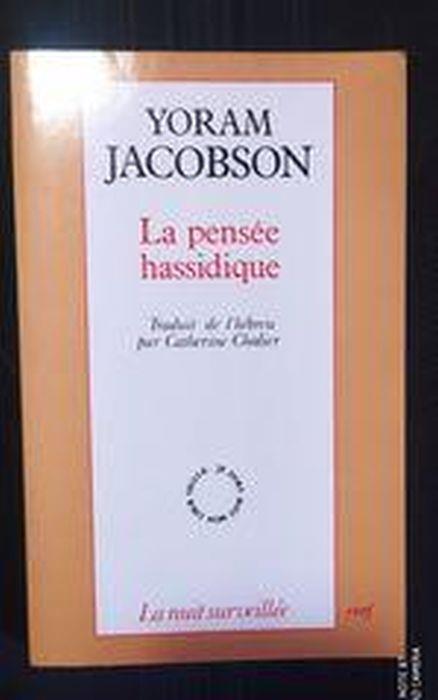 YORAM
JACOBSON
La pensée
hassidique
Traduit de l'hébreu
par Catherine Chalier
La nuit surveillée
cerf